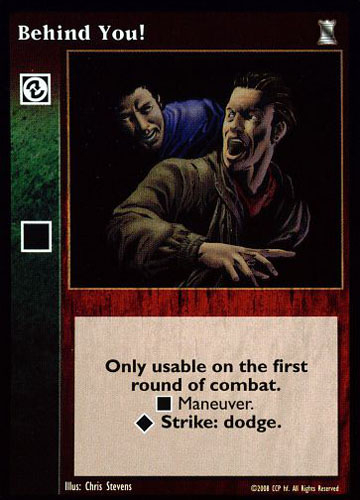 Behind You!
Only usable on the first
round of combat.
Maneuver.
Strike: dodge.
Illus: Chris Stevens
©2008 CCP hf. All Rights Reserved